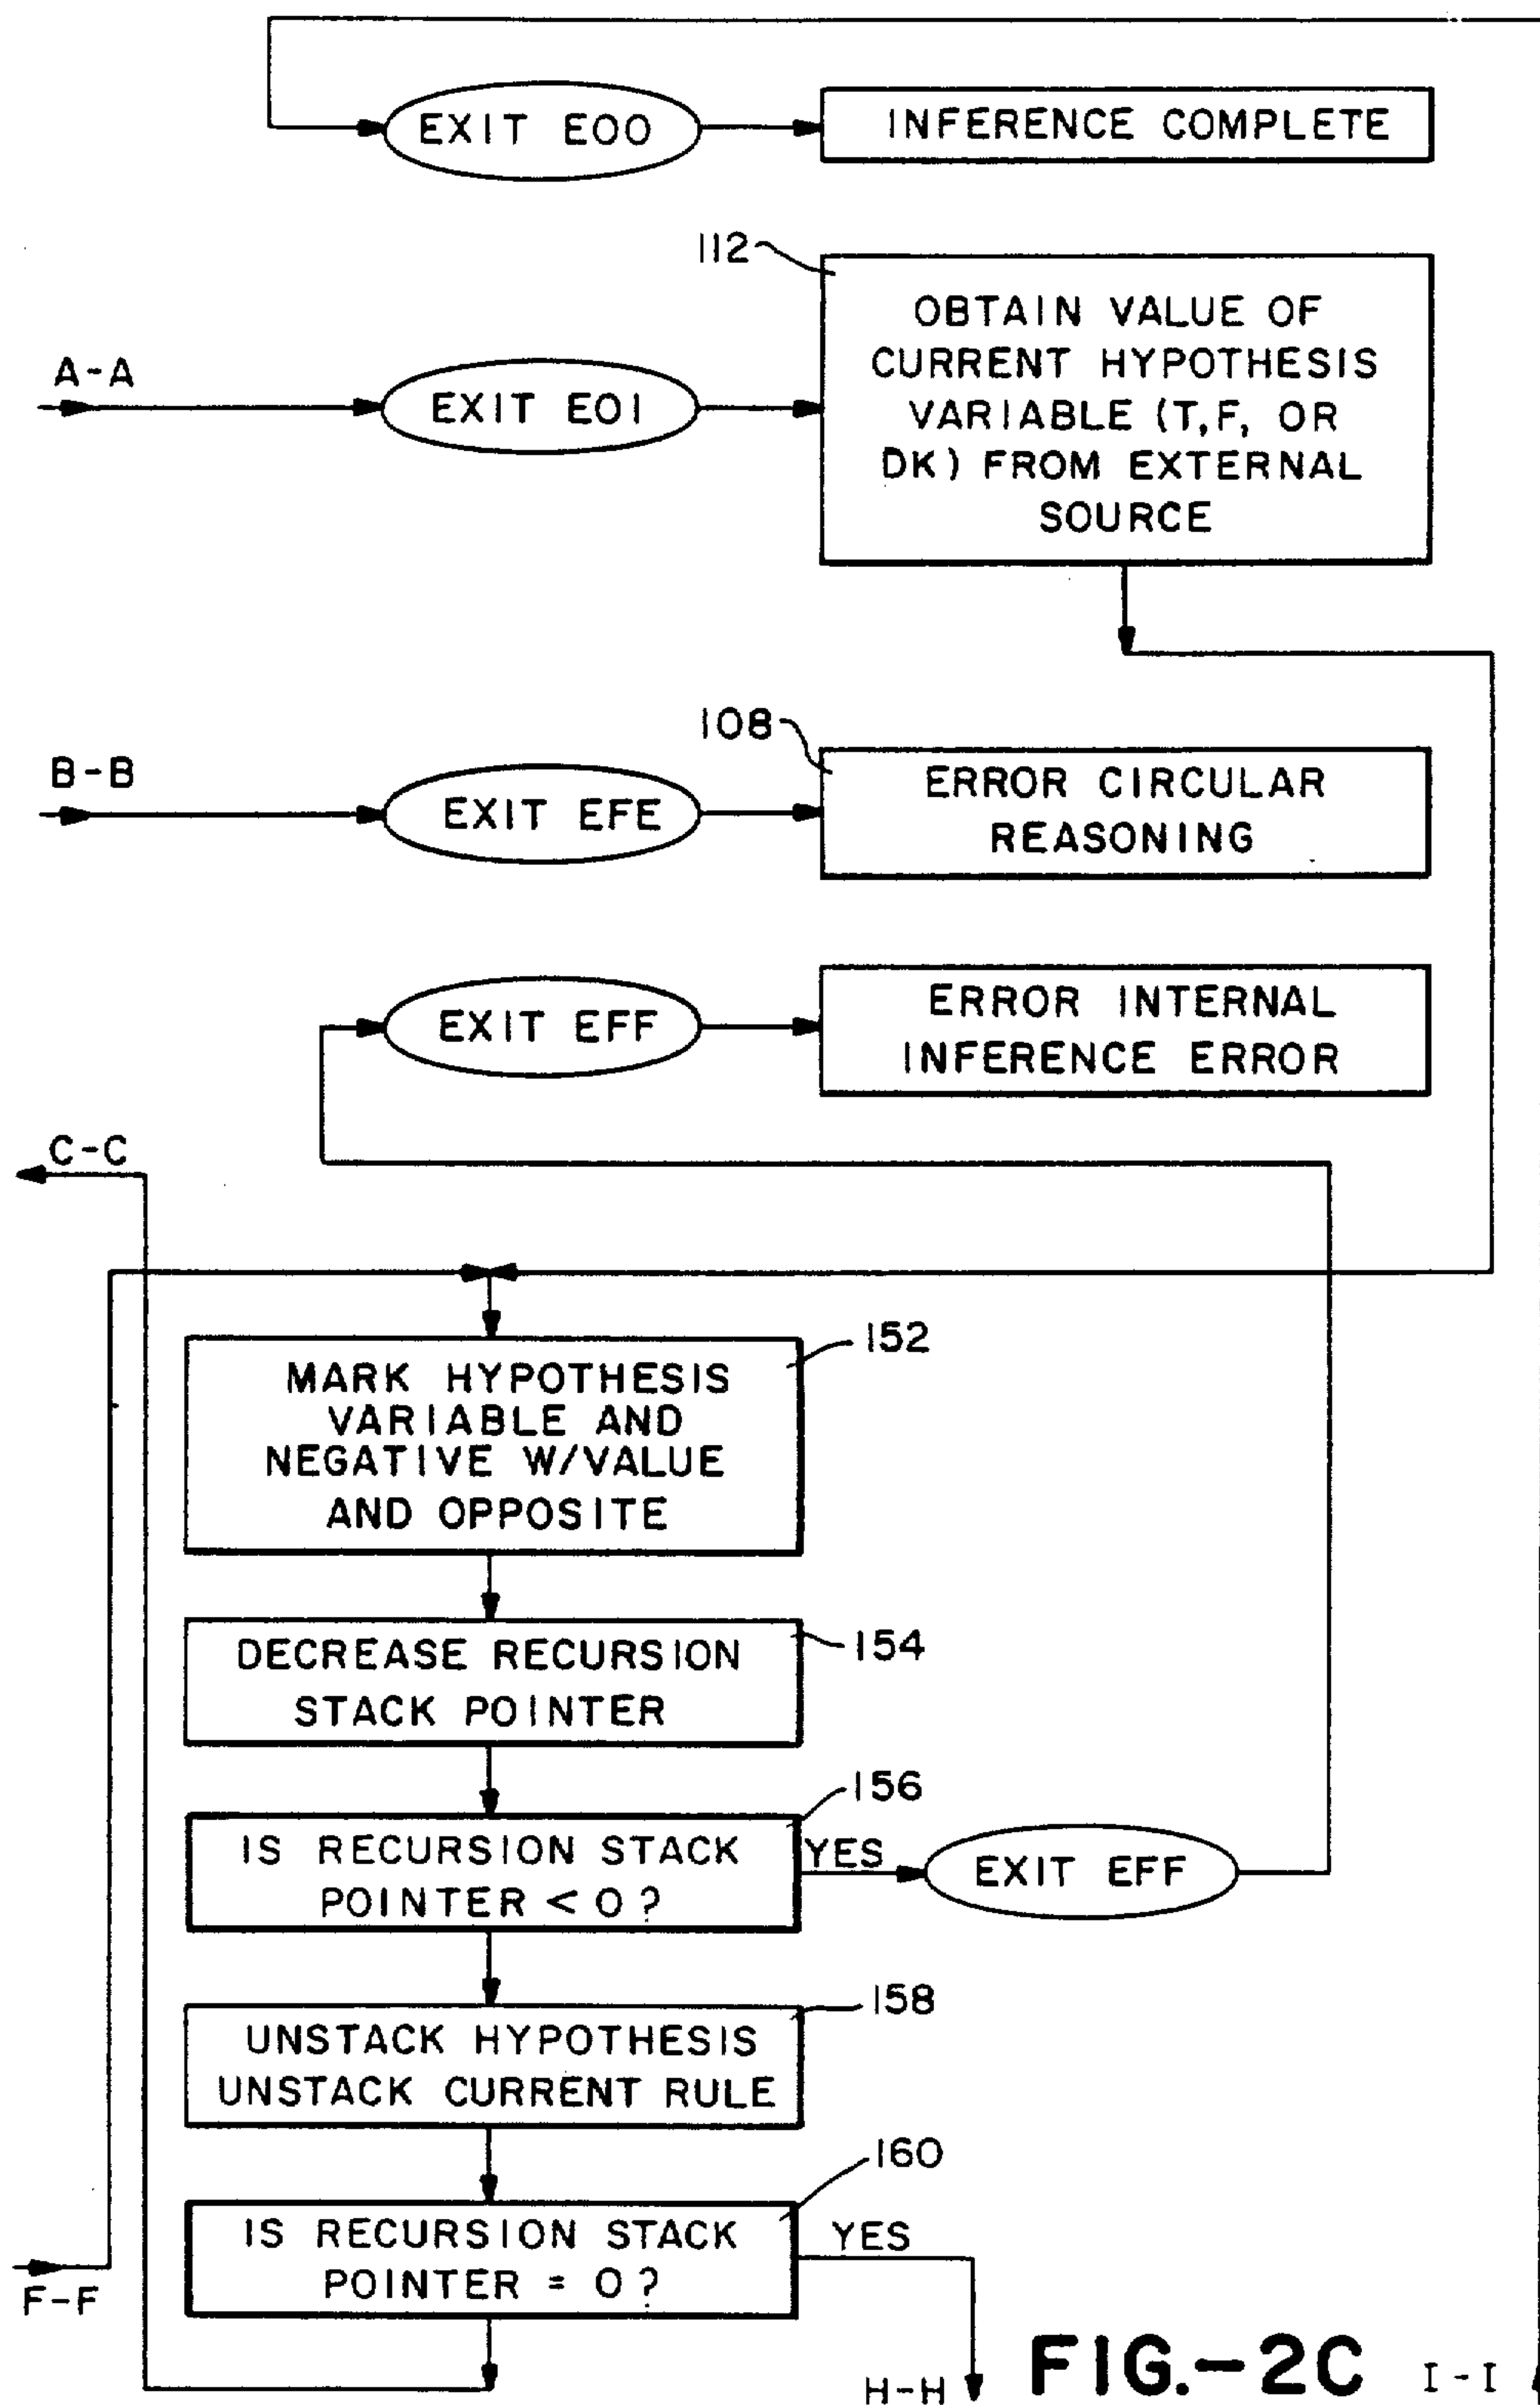 EXIT E00
INFERENCE COMPLETE
112
OBTAIN VALUE OF
CURRENT HYPOTHESIS
VARIABLE (T,F, OR
DK) FROM EXTERNAL
SOURCE
A-A
EXIT E01
108
B-B
EXIT EFE
ERROR CIRCULAR
REASONING
EXIT EFF
ERROR INTERNAL
INFERENCE ERROR
C-C
152
MARK HYPOTHESIS
VARIABLE AND
NEGATIVE W/VALUE
AND OPPOSITE
154
DECREASE RECURSION
STACK POINTER
156
IS RECURSION STACK
POINTER < 0?
YES
EXIT EFF
158
UNSTACK HYPOTHESIS
UNSTACK CURRENT RULE
160
IS RECURSION STACK
POINTER = 0?
YES
F-F
H-H
FIG.-2C
I-I